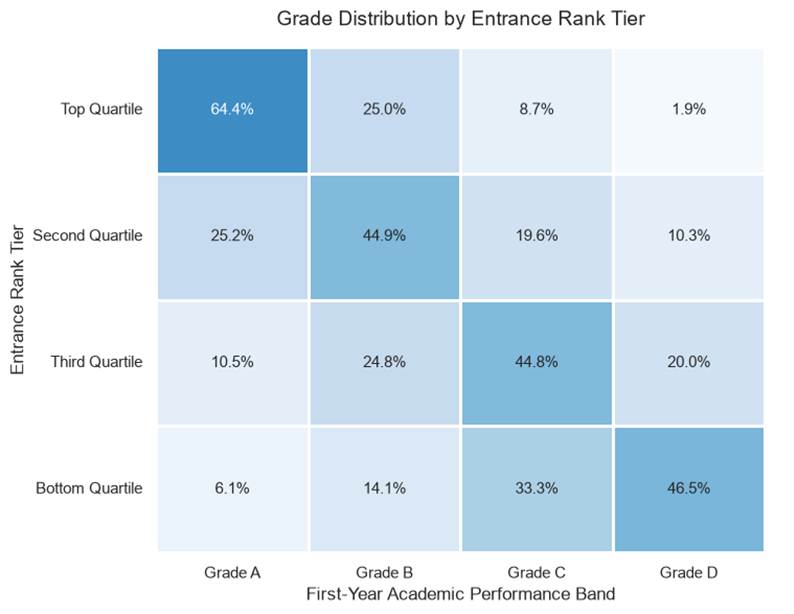 Grade Distribution by Entrance Rank Tier
Entrance Rank Tier
Top Quartile 64.4% 25.0% 8.7% 1.9%
Second Quartile 25.2% 44.9% 19.6% 10.3%
Third Quartile 10.5% 24.8% 44.8% 20.0%
Bottom Quartile 6.1% 14.1% 33.3% 46.5%
Grade A Grade B Grade C Grade D
First-Year Academic Performance Band